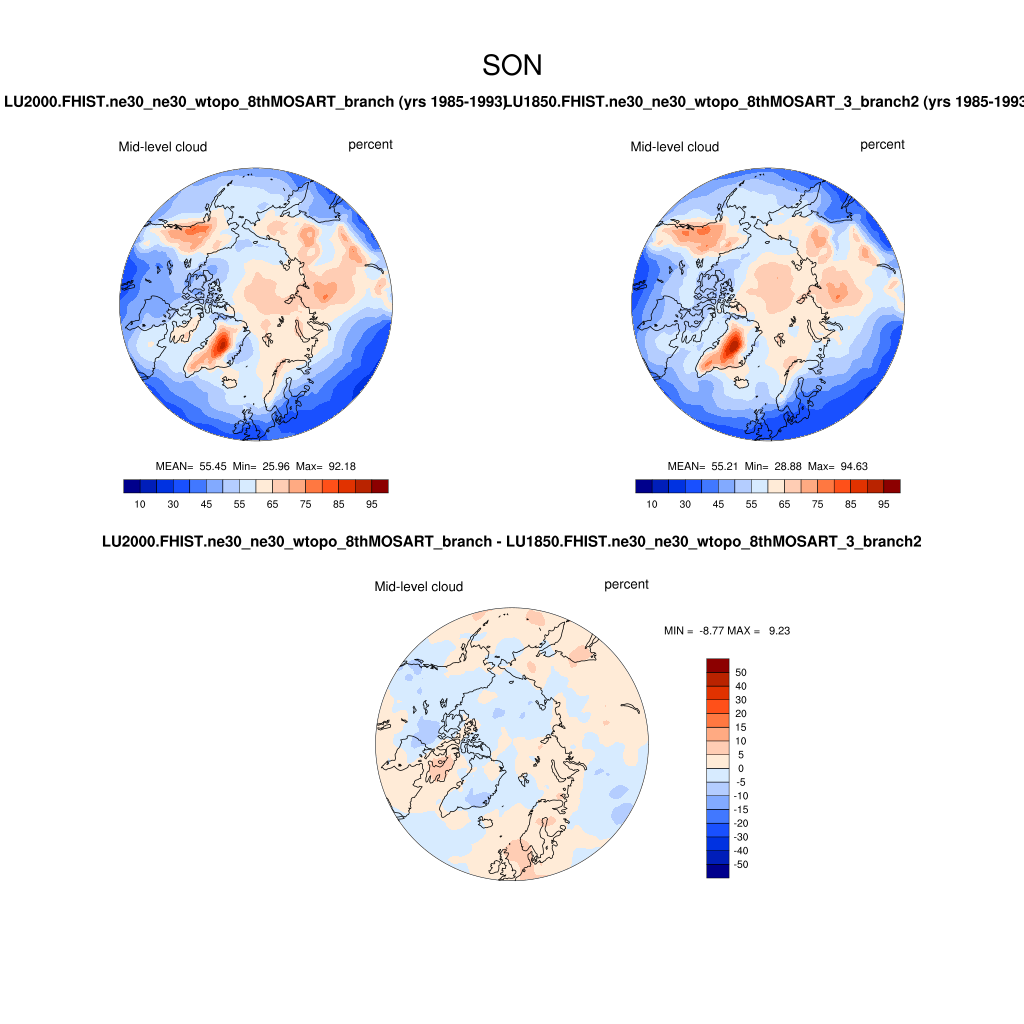 SON
LU2000.FHIST.ne30_ne30_wtopo_8thMOSART_branch (yrs 1985-1993)
LU1850.FHIST.ne30_ne30_wtopo_8thMOSART_3_branch2 (yrs 1985-1993
Mid-level cloud percent
Mid-level cloud percent
MEAN= 55.45 Min= 25.96 Max= 92.18
MEAN= 55.21 Min= 28.88 Max= 94.63
10 30 45 55 65 75 85 95
10 30 45 55 65 75 85 95
LU2000.FHIST.ne30_ne30_wtopo_8thMOSART_branch - LU1850.FHIST.ne30_ne30_wtopo_8thMOSART_3_branch2
Mid-level cloud percent
MIN = -8.77 MAX = 9.23
50
40
30
20
15
10
5
0
-5
-10
-15
-20
-30
-40
-50